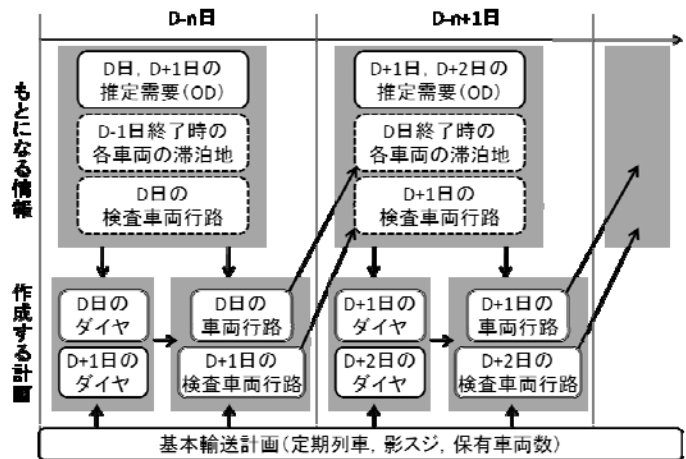 D-n日
D-n+1日
もとになる情報
D日, D+1日の
推定需要(OD)
D-1日終了時の
各車両の滞泊地
D日の
検査車両行路
D+1日, D+2日の
推定需要(OD)
D日終了時の
各車両の滞泊地
D+1日の
検査車両行路
作成する計画
D日の
ダイヤ
D+1日の
ダイヤ
D日の
車両行路
D+1日の
検査車両行路
D+1日の
ダイヤ
D+2日の
ダイヤ
D+1日の
車両行路
D+2日の
検査車両行路
基本輸送計画(定期列車, 影スジ, 保有車両数)